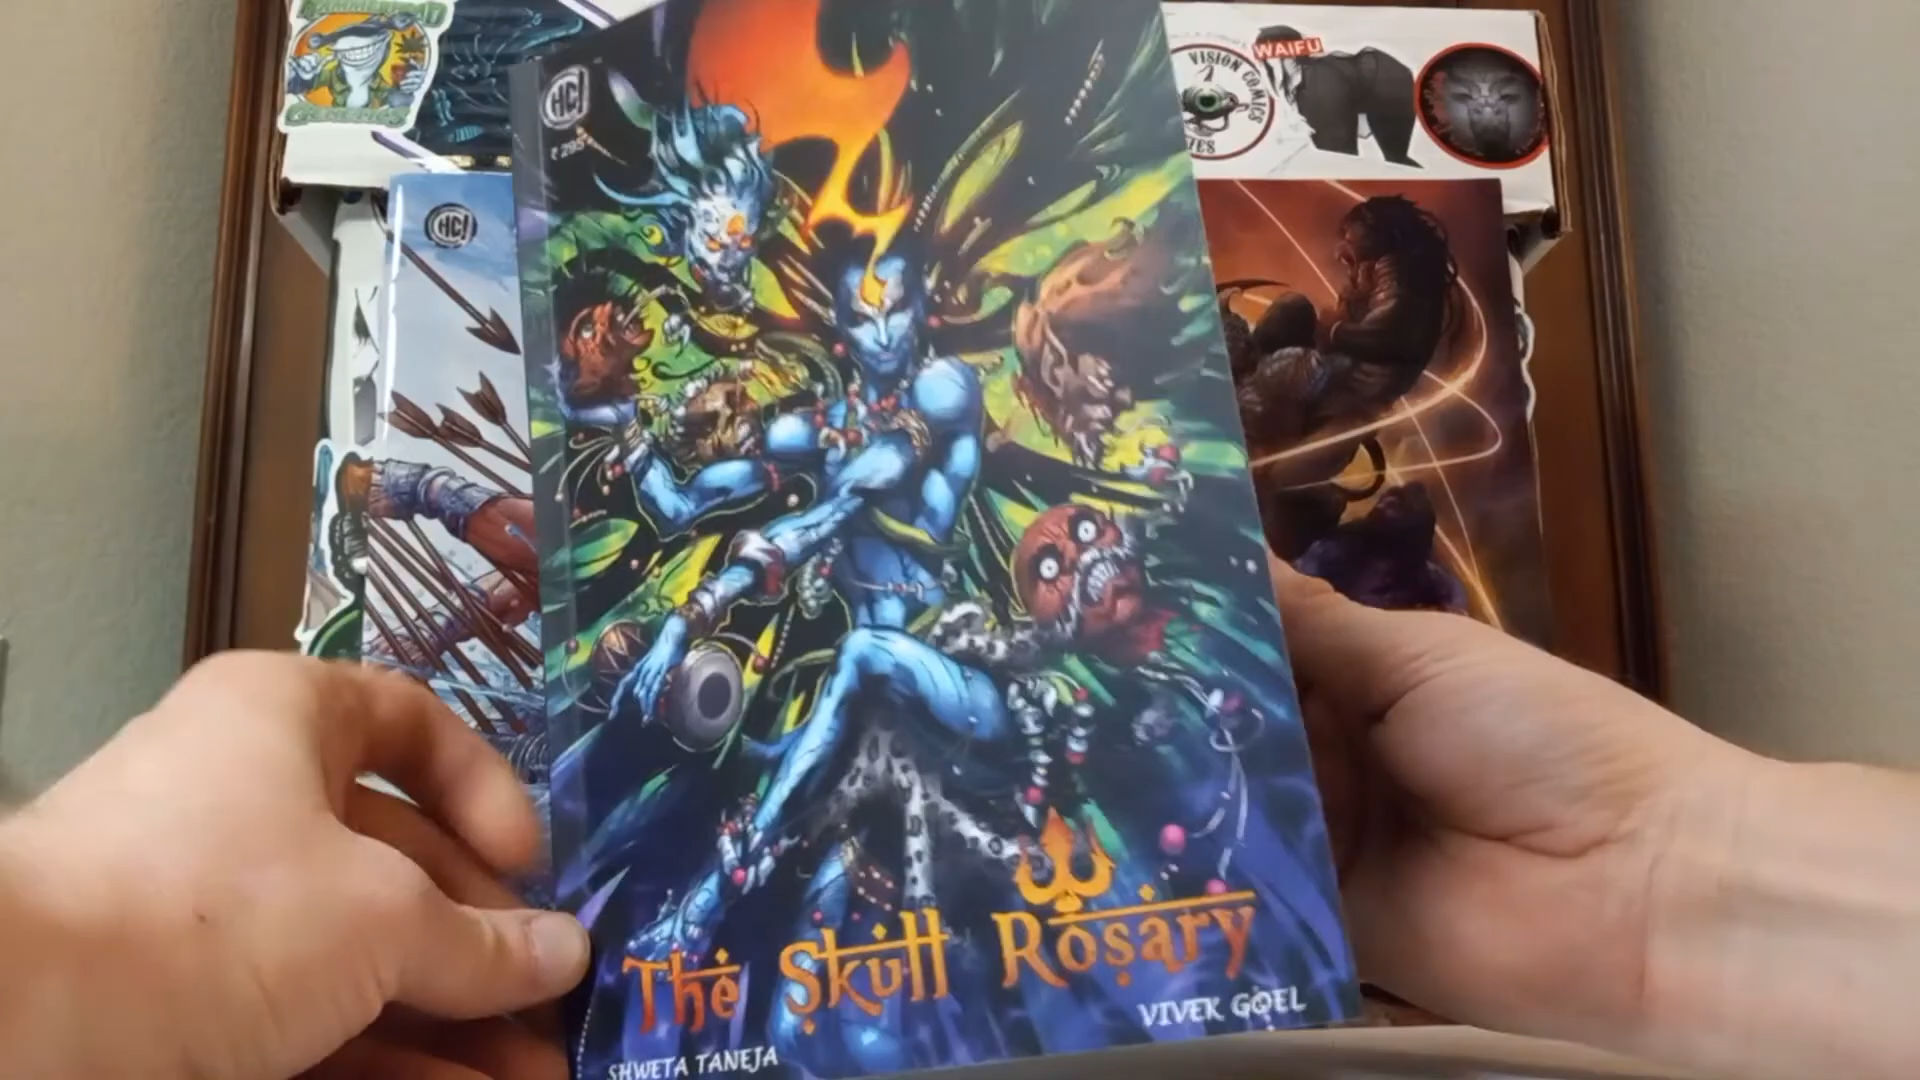 HC!
₹ 295
The Skull Rosary
VIVEK GOEL
SHWETA TANEJA
HC!
VISION COMICS
WAIFU